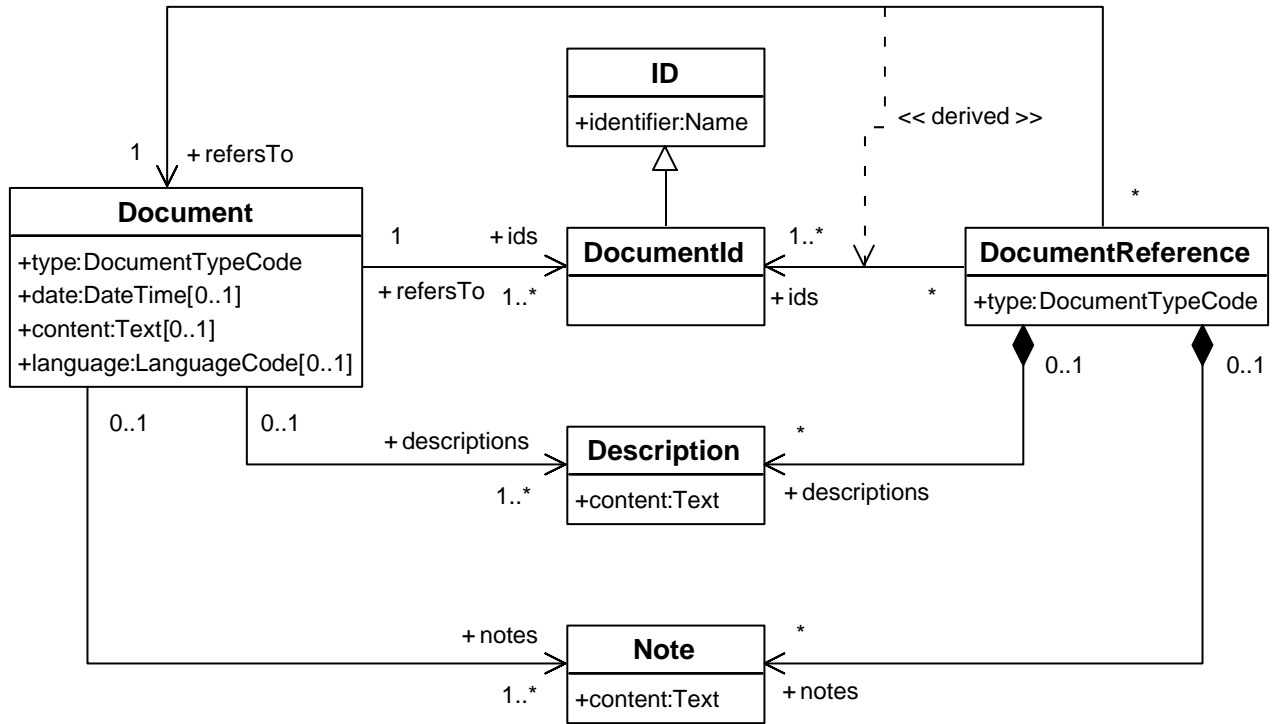 ID
+identifier:Name
<< derived >>
1
+ refersTo
*
Document
+type:DocumentTypeCode
+date:DateTime[0..1]
+content:Text[0..1]
+language:LanguageCode[0..1]
1
+ ids
+ refersTo
1..*
DocumentId
1..*
+ ids
*
DocumentReference
+type:DocumentTypeCode
0..1
0..1
0..1
0..1
+ descriptions
1..*
Description
+content:Text
*
+ descriptions
+ notes
1..*
Note
+content:Text
*
+ notes